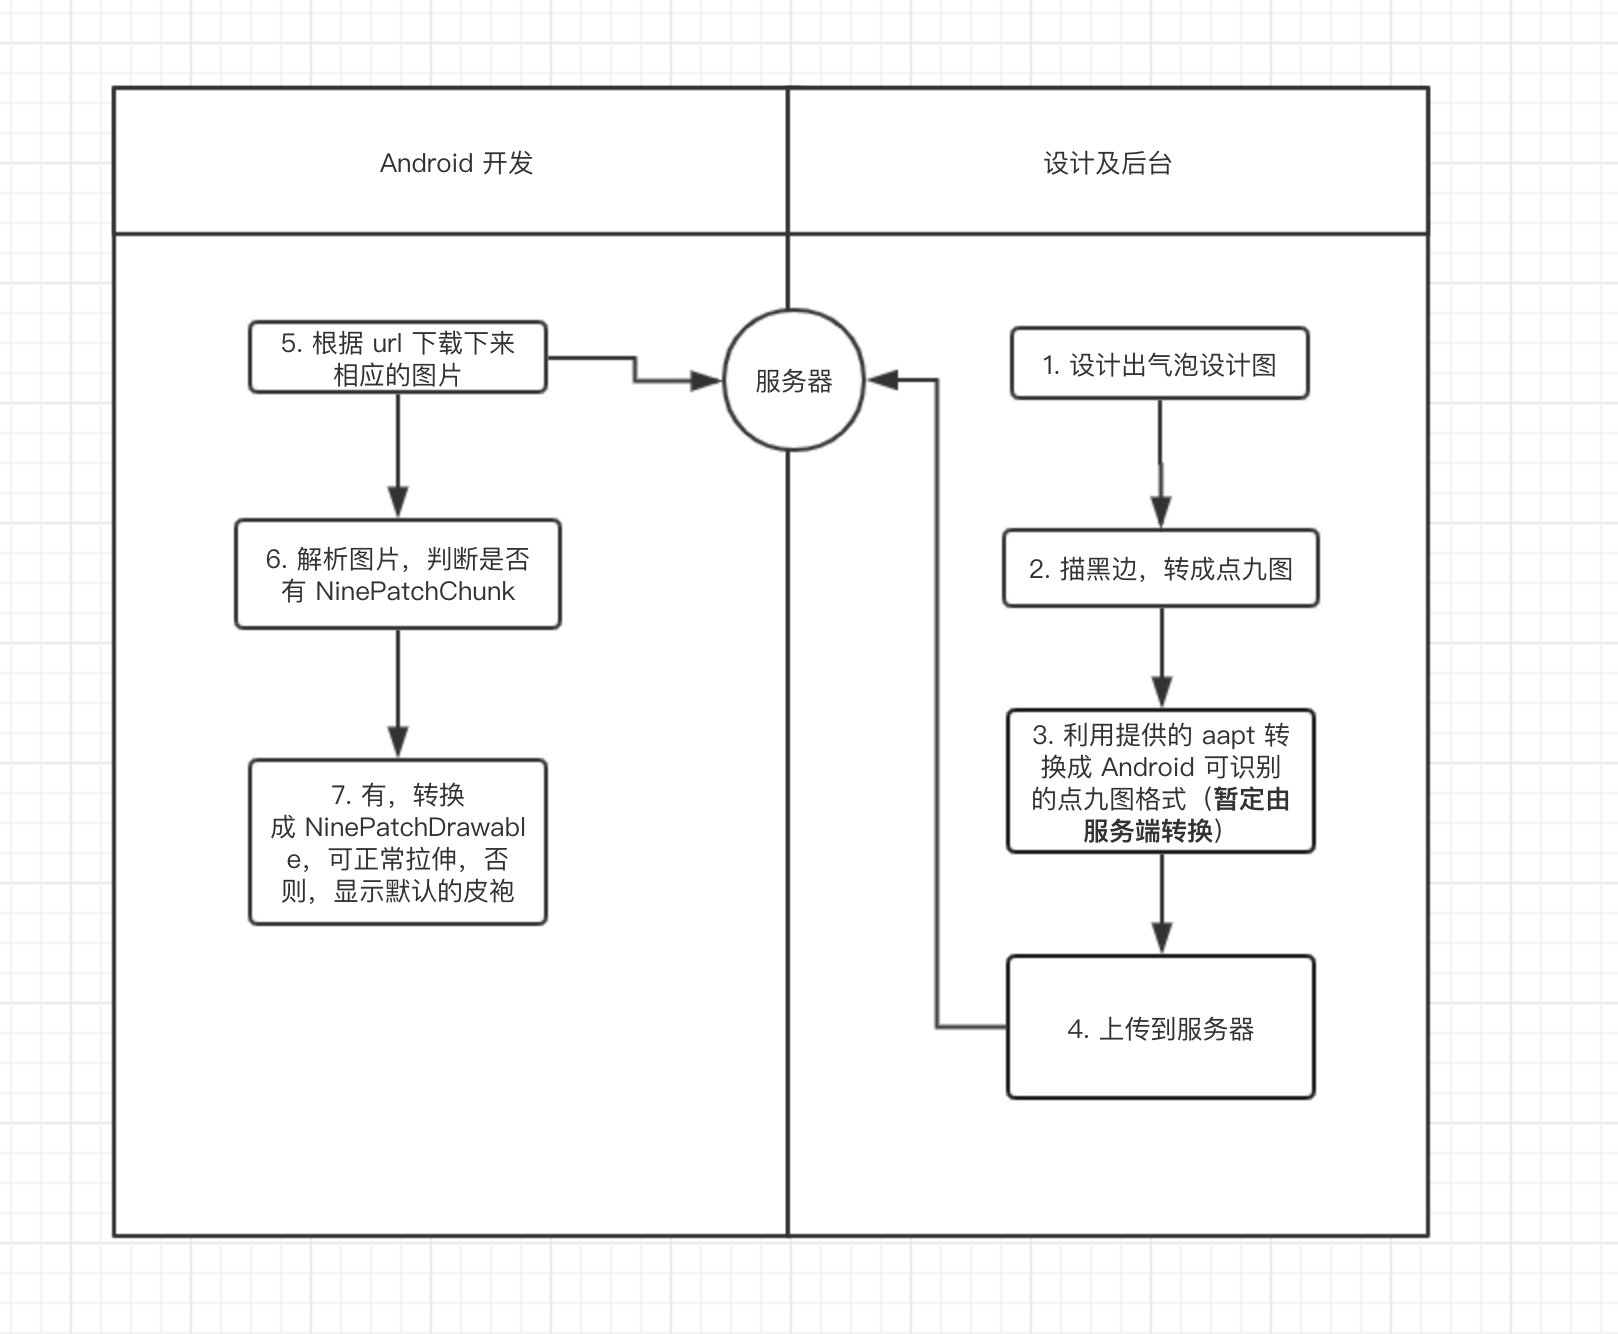 Android 开发
设计及后台
5. 根据 url 下载下来
相应的图片
服务器
1. 设计出气泡设计图
6. 解析图片，判断是否
有 NinePatchChunk
2. 描黑边，转成点九图
7. 有，转换
成 NinePatchDrawabl
e，可正常拉伸，否
则，显示默认的皮袍
3. 利用提供的 aapt 转
换成 Android 可识别
的点九图格式（暂定由
服务端转换）
4. 上传到服务器